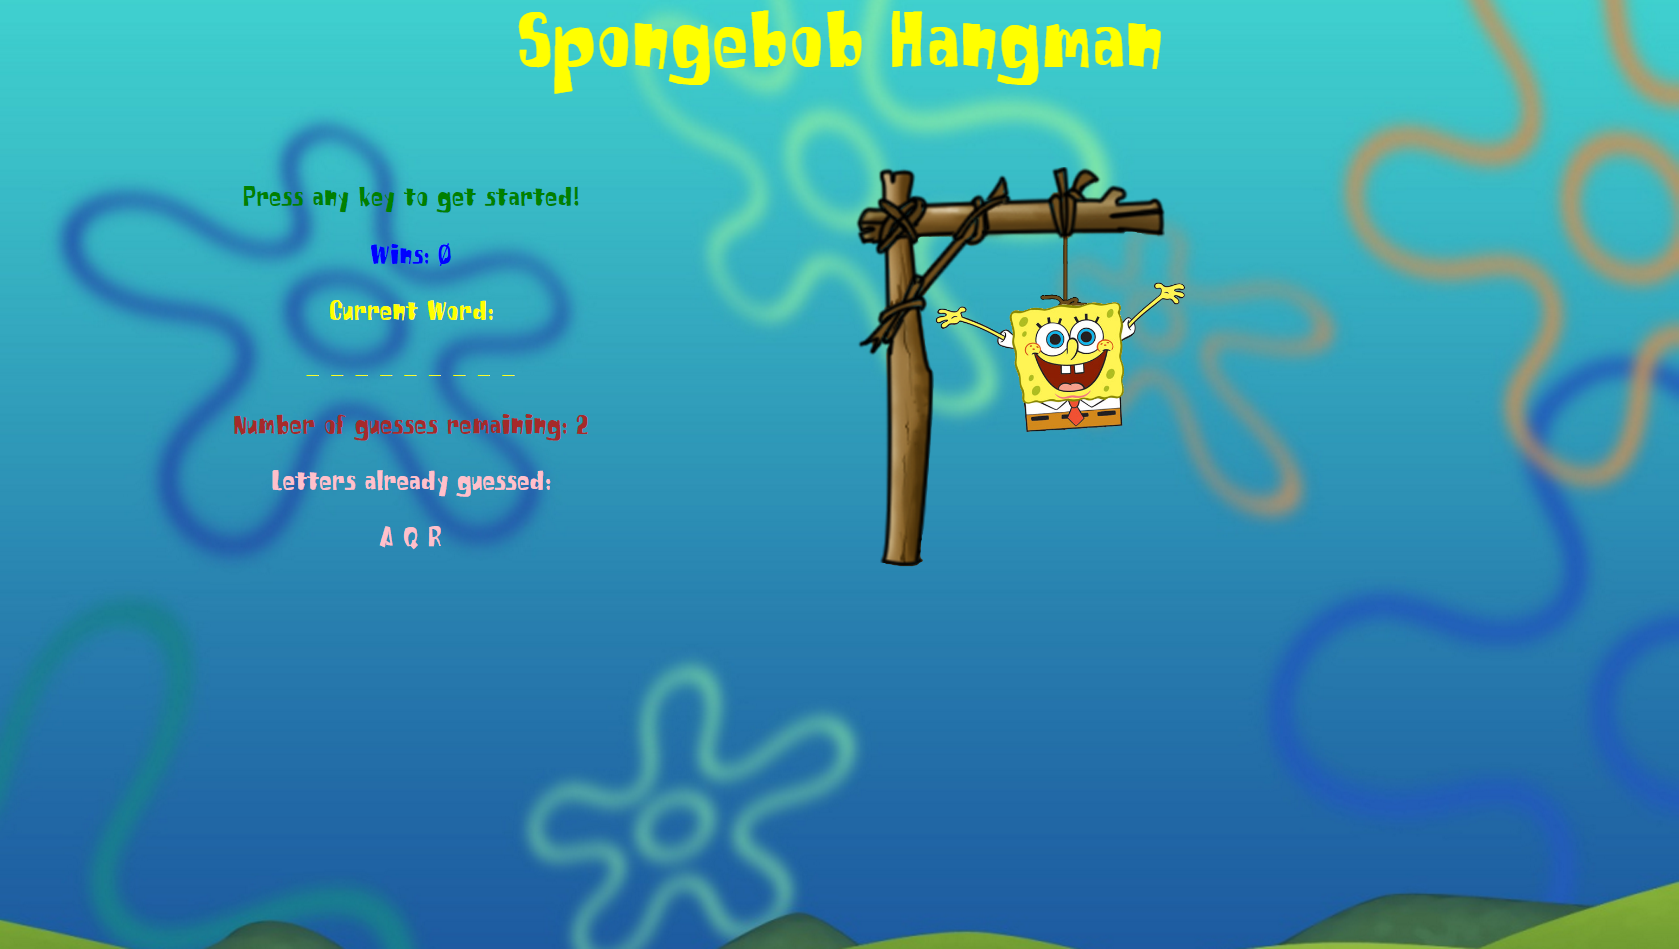 Spongebob Hangman
Press any key to get started!
Wins: 0
Current Word:
_ _ _ _ _ _ _ _ _
Number of guesses remaining: 2
Letters already guessed:
A Q R